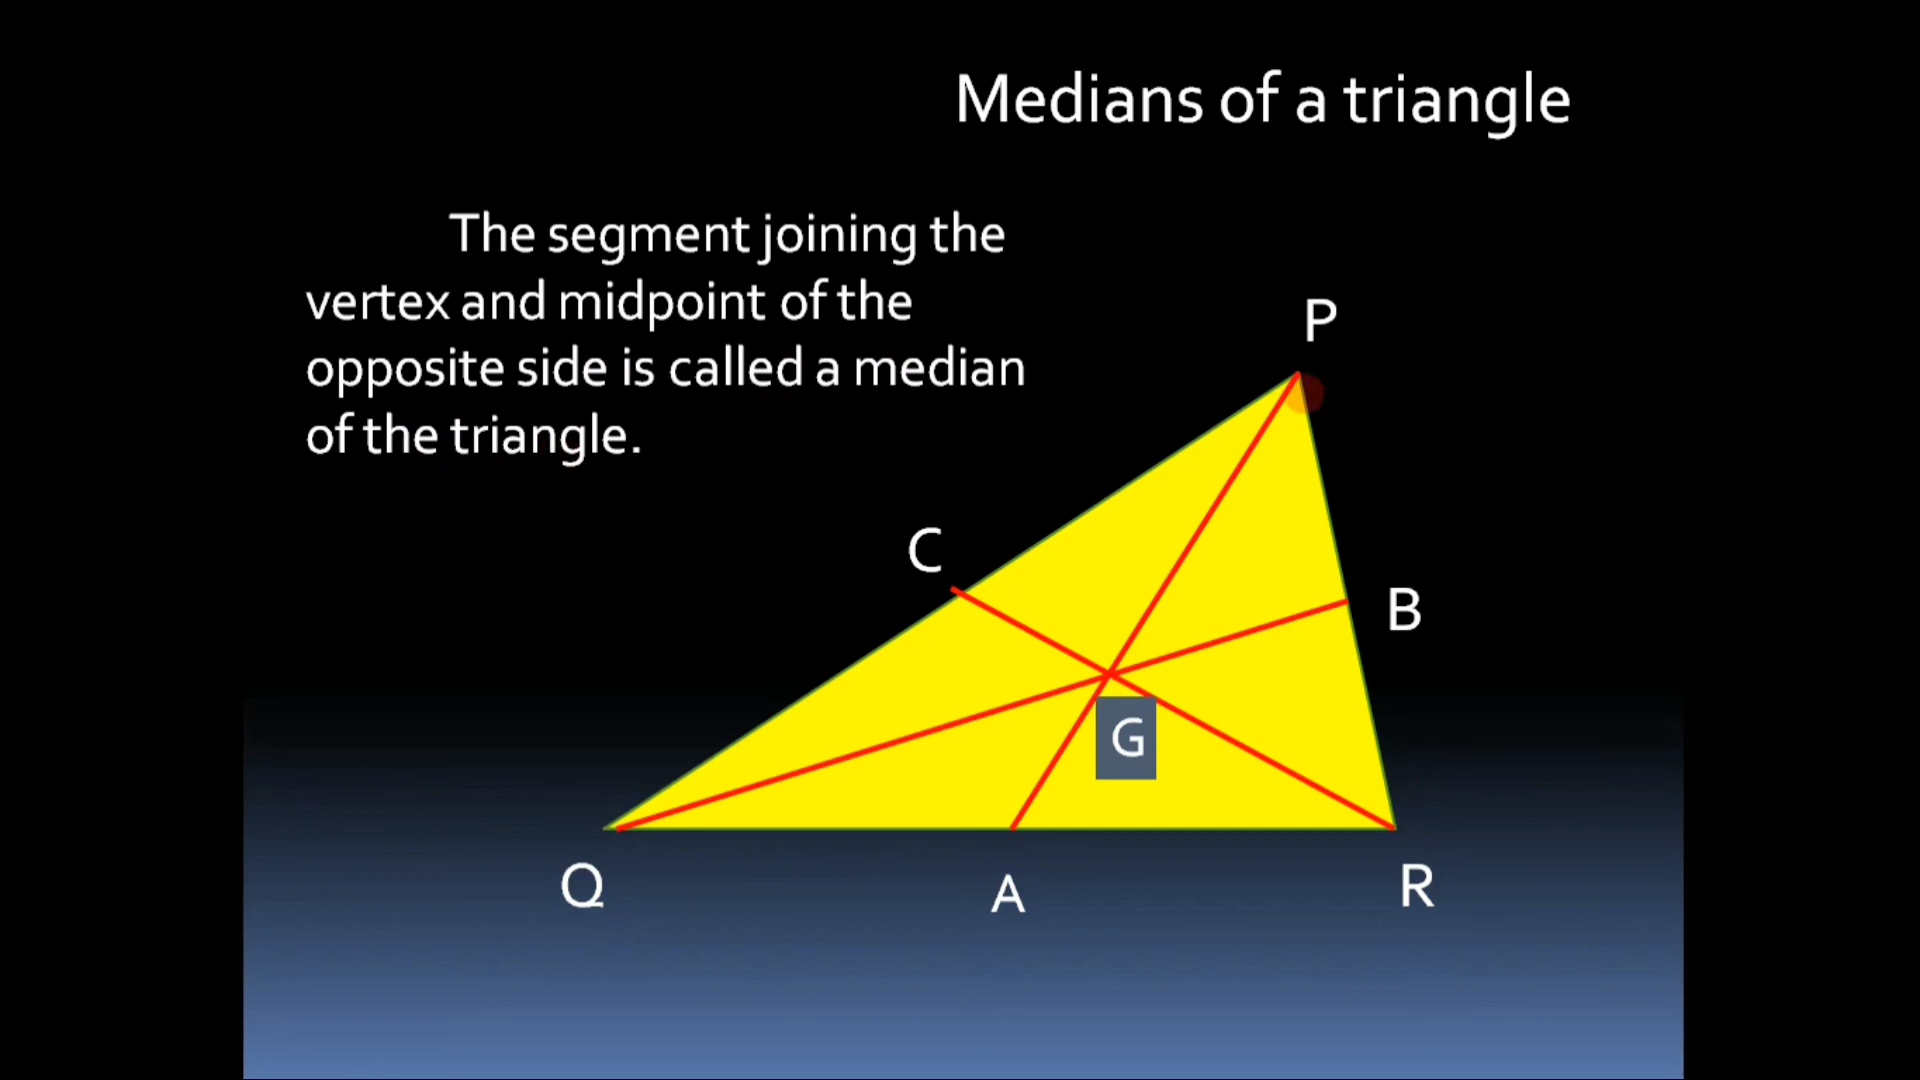 Medians of a triangle
The segment joining the
vertex and midpoint of the
opposite side is called a median
of the triangle.
P
C
B
G
Q
A
R